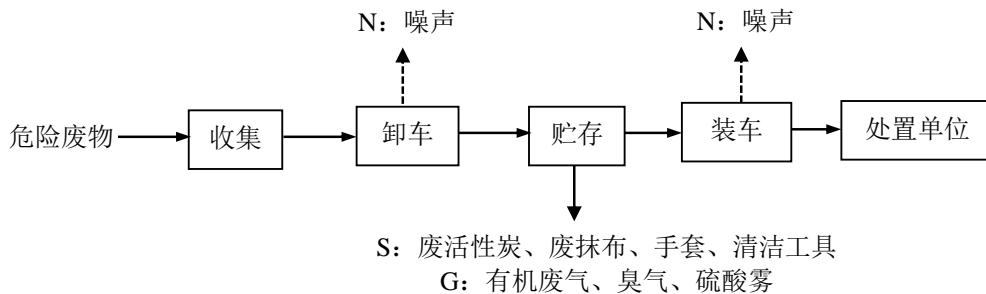 N：噪声
N：噪声
危险废物
收集
卸车
贮存
装车
处置单位
S：废活性炭、废抹布、手套、清洁工具
G：有机废气、臭气、硫酸雾